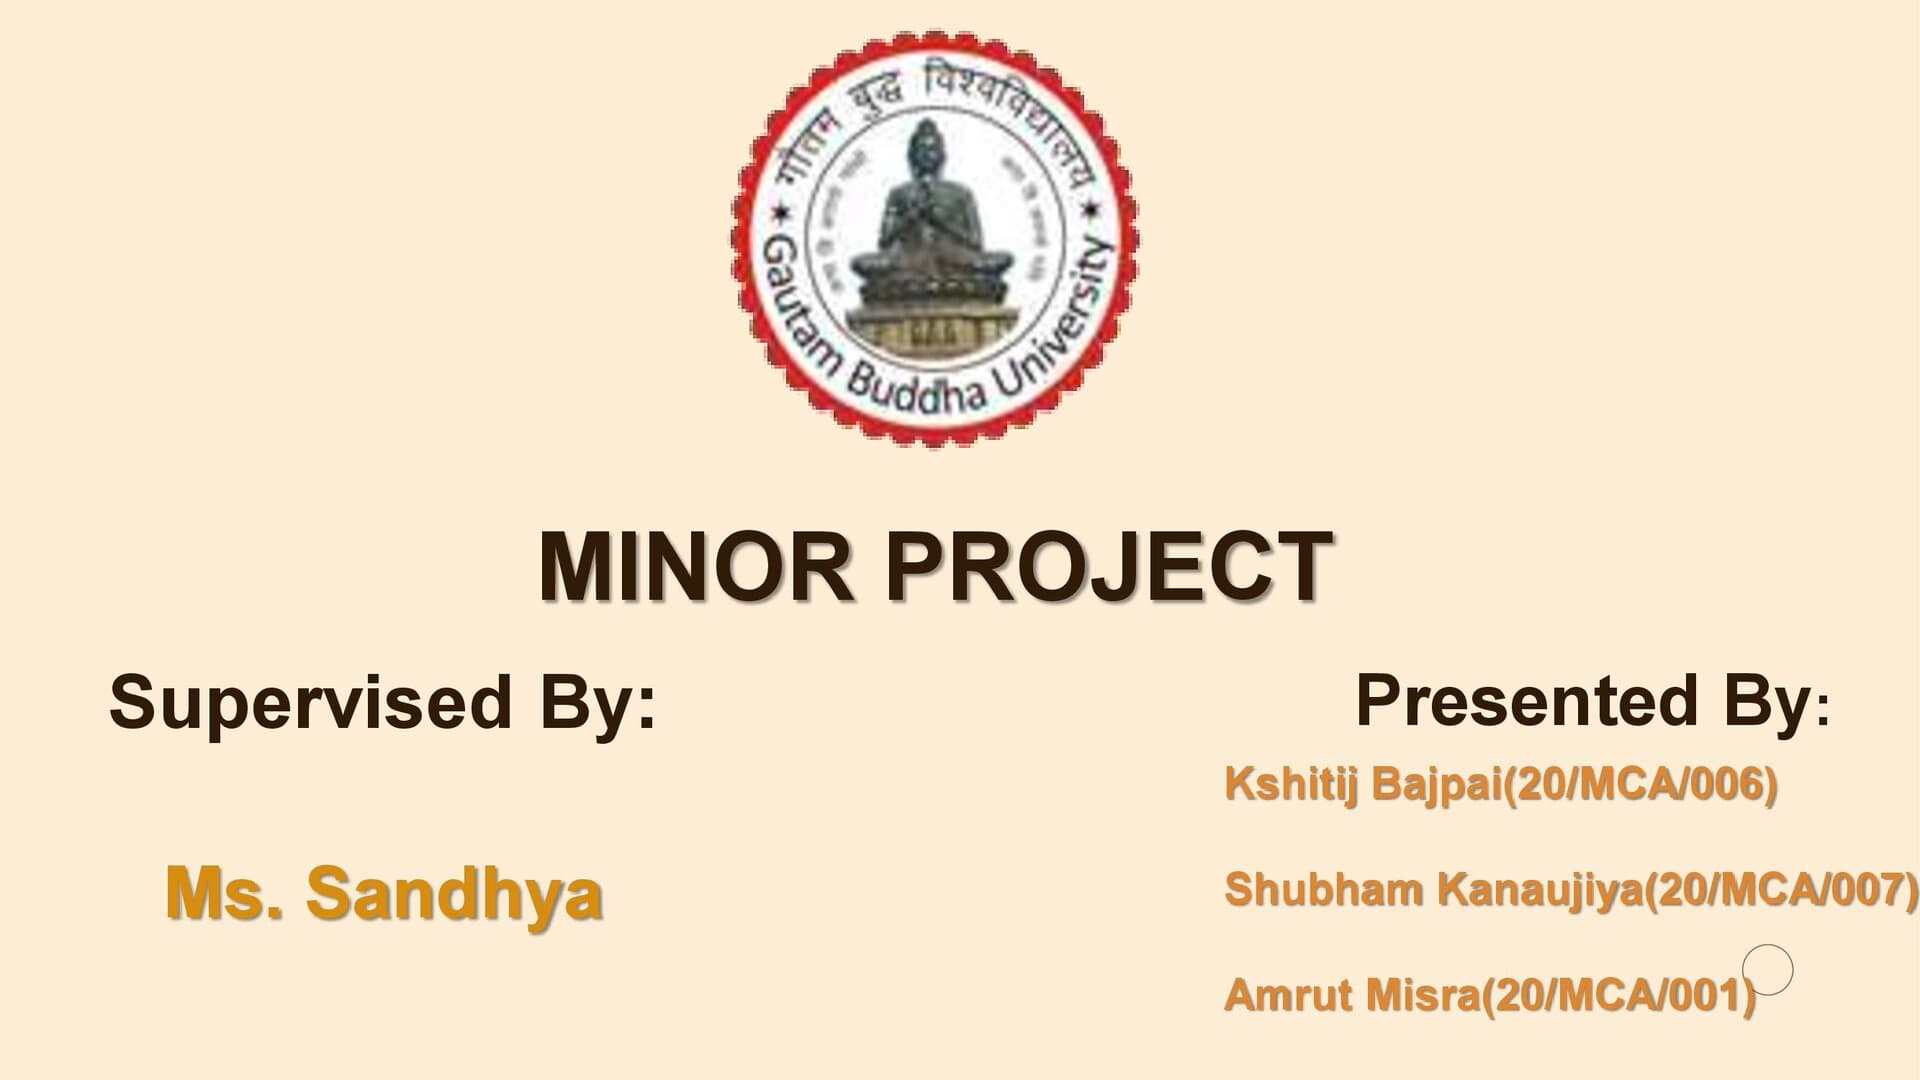 गौतम बुद्ध विश्वविद्यालय
Gautam Buddha University
MINOR PROJECT
Supervised By:
Ms. Sandhya
Presented By:
Kshitij Bajpai(20/MCA/006)
Shubham Kanaujiya(20/MCA/007)
Amrut Misra(20/MCA/001)